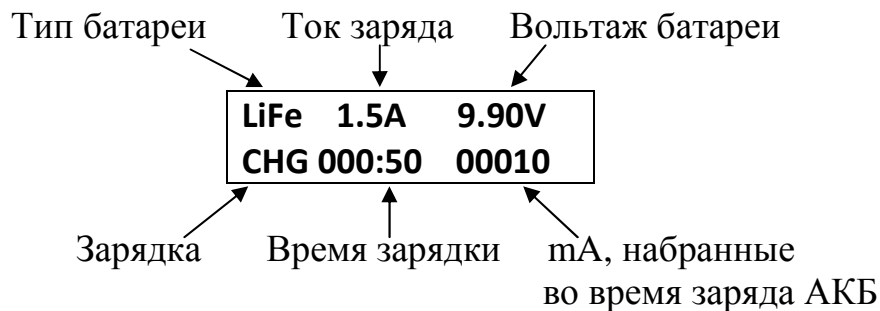 Тип батареи Ток заряда Вольтаж батареи
LiFe 1.5A 9.90V
CHG 000:50 00010
Зарядка Время зарядки mA, набранные
во время заряда АКБ